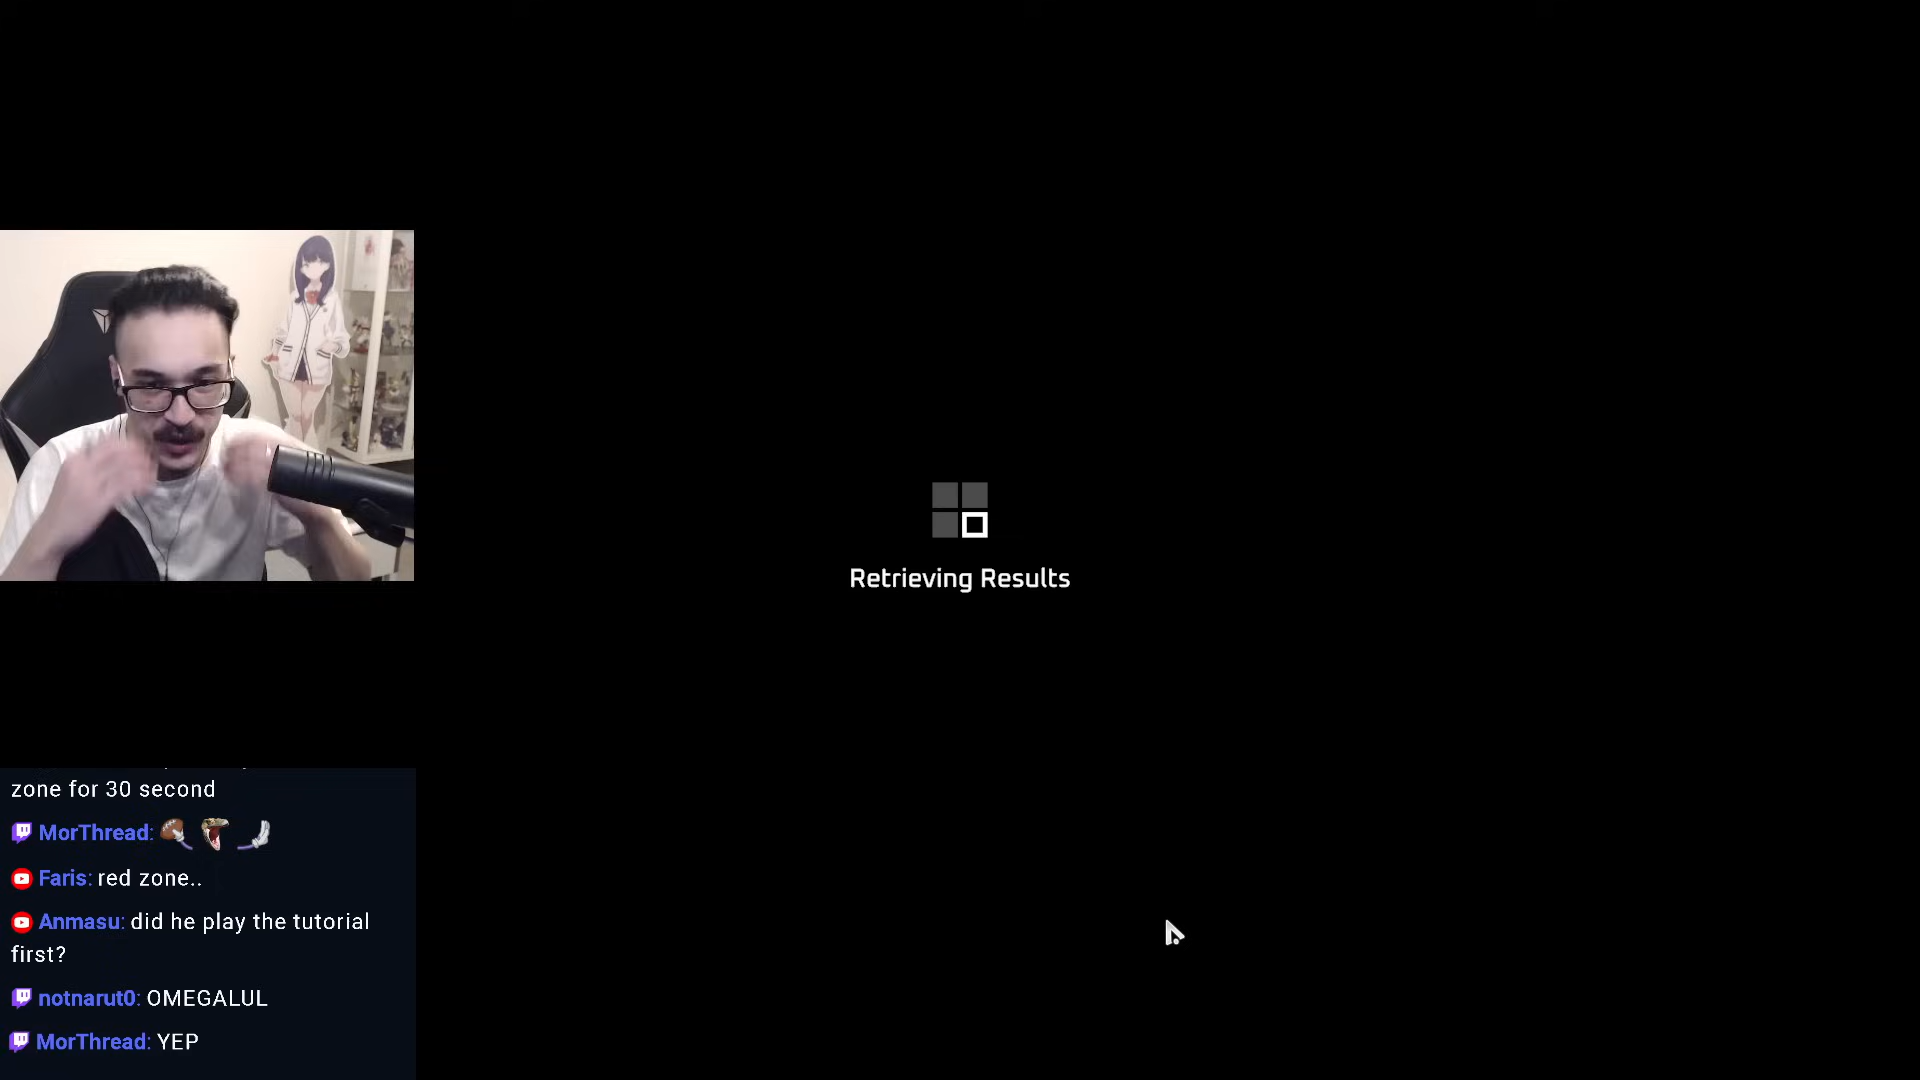 Retrieving Results
zone for 30 second
MorThread:
Faris: red zone..
Anmasu: did he play the tutorial
first?
notnarut0: OMEGALUL
MorThread: YEP